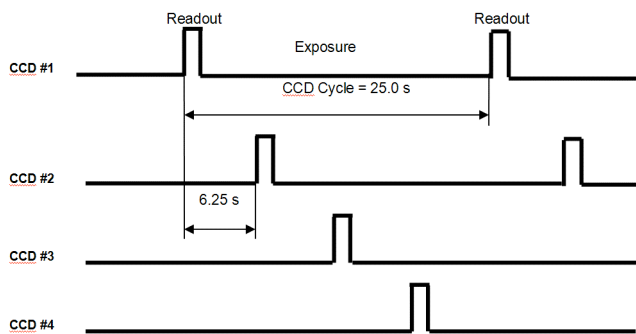 Readout
Readout
Exposure
CCD #1
CCD Cycle = 25.0 s
CCD #2
6.25 s
CCD #3
CCD #4